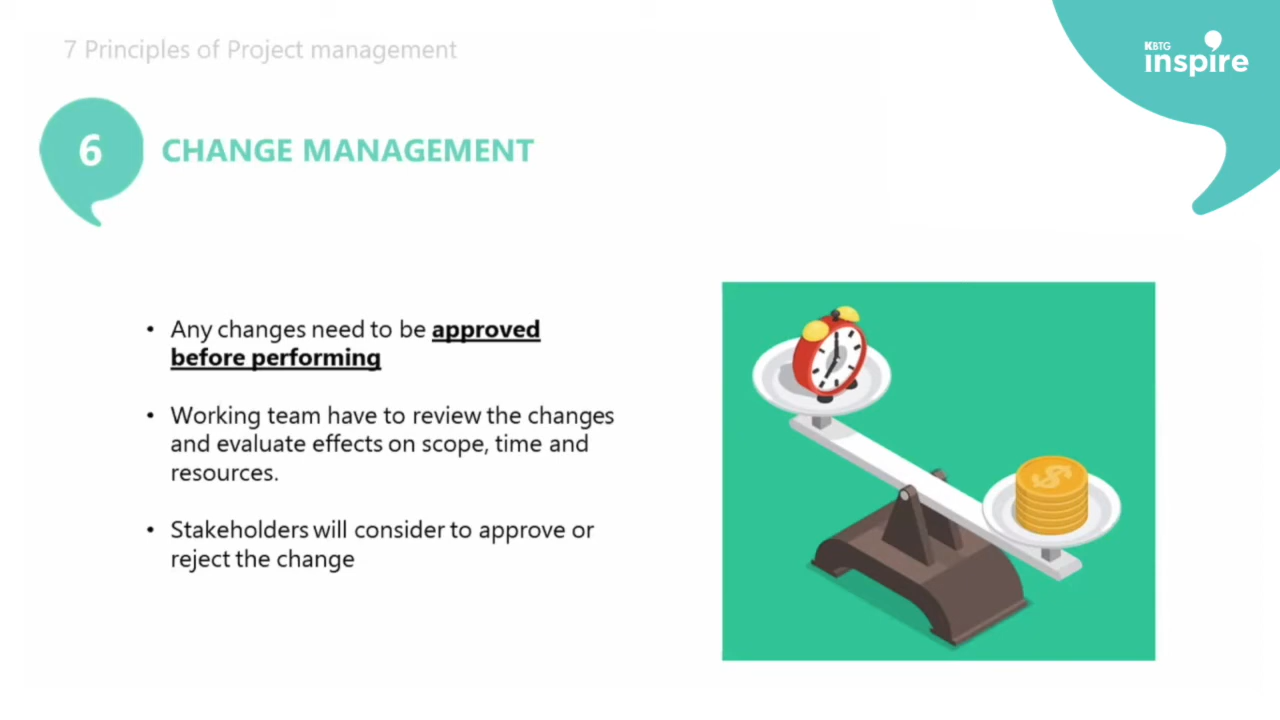 7 Principles of Project management
KBTG
inspire
6
CHANGE MANAGEMENT
• Any changes need to be approved
before performing
• Working team have to review the changes
and evaluate effects on scope, time and
resources.
• Stakeholders will consider to approve or
reject the change
$